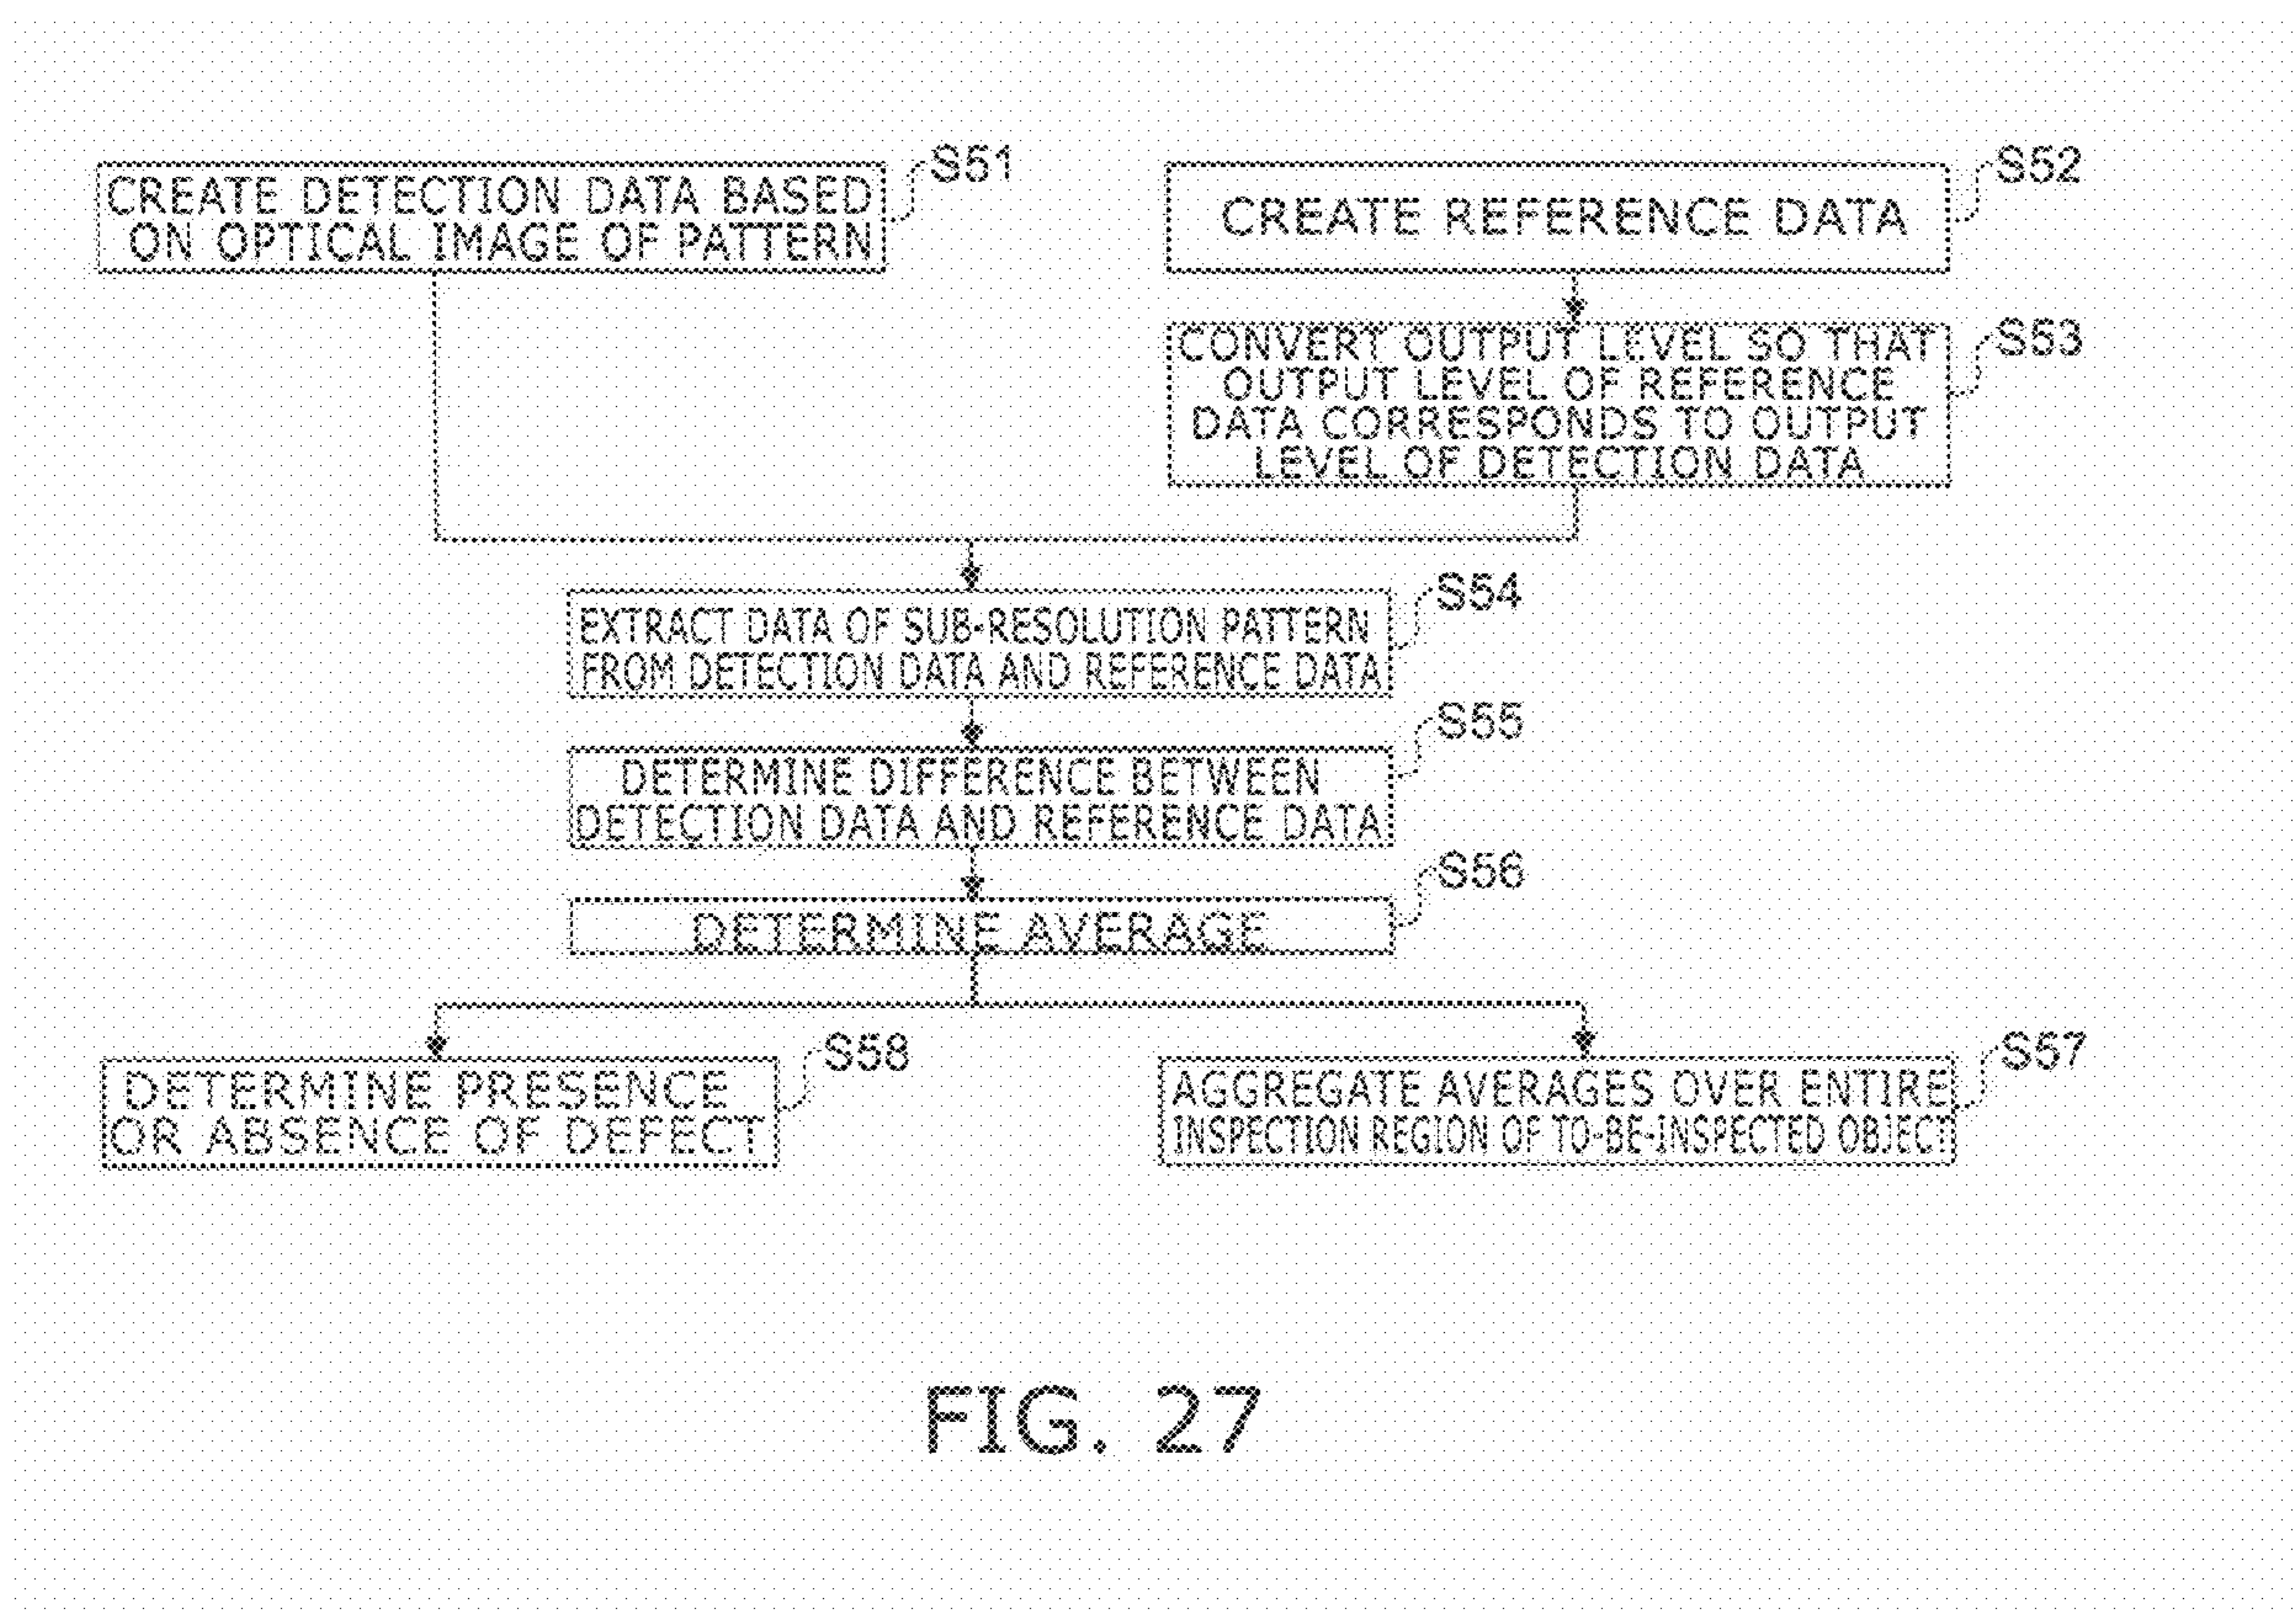 S51
CREATE DETECTION DATA BASED
ON OPTICAL IMAGE OF PATTERN
S52
CREATE REFERENCE DATA
S53
CONVERT OUTPUT LEVEL SO THAT
OUTPUT LEVEL OF REFERENCE
DATA CORRESPONDS TO OUTPUT
LEVEL OF DETECTION DATA
S54
EXTRACT DATA OF SUB-RESOLUTION PATTERN
FROM DETECTION DATA AND REFERENCE DATA
S55
DETERMINE DIFFERENCE BETWEEN
DETECTION DATA AND REFERENCE DATA
S56
DETERMINE AVERAGE
S58
DETERMINE PRESENCE
OR ABSENCE OF DEFECT
S57
AGGREGATE AVERAGES OVER ENTIRE
INSPECTION REGION OF TO-BE-INSPECTED OBJECT
FIG. 27